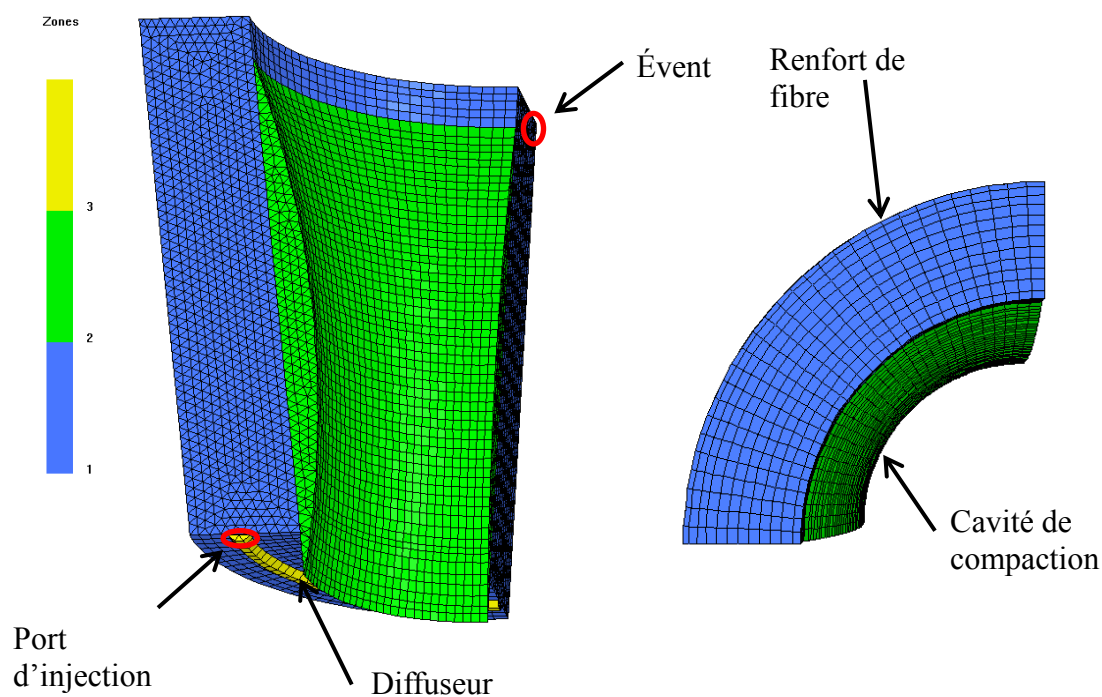 Zones
3
2
1
Évent
Renfort de
fibre
Cavité de
compaction
Port
d'injection
Diffuseur